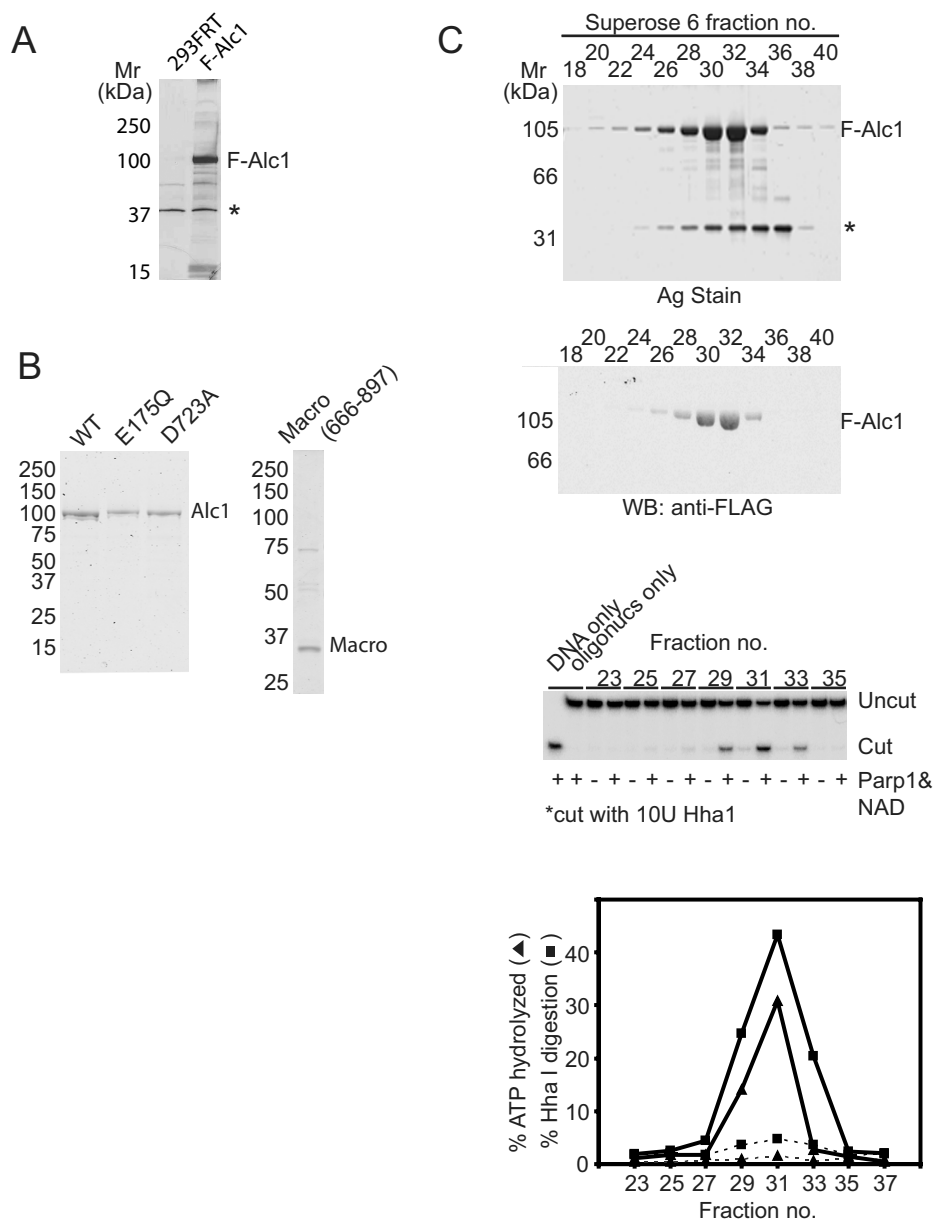 A
293FRT
F-Alc1
Mr
(kDa)
250
100
37
15
F-Alc1
*
B
WT
E175Q
D723A
250
150
100
75
50
37
25
15
Alc1
Macro
(666-897)
250
150
100
75
50
37
25
Macro
C
Superose 6 fraction no.
20 24 28 32 36 40
18 22 26 30 34 38
Mr
(kDa)
105
66
31
F-Alc1
*
Ag Stain
20 24 28 32 36 40
18 22 26 30 34 38
105
66
F-Alc1
WB: anti-FLAG
DNA only
oligonucs only
Fraction no.
23 25 27 29 31 33 35
Uncut
Cut
+ + - + - + - + - + - + - + - + Parp1&
NAD
*cut with 10U Hha1
% ATP hydrolyzed (▲)
% Hha I digestion (■)
40
30
20
10
0
23 25 27 29 31 33 35 37
Fraction no.